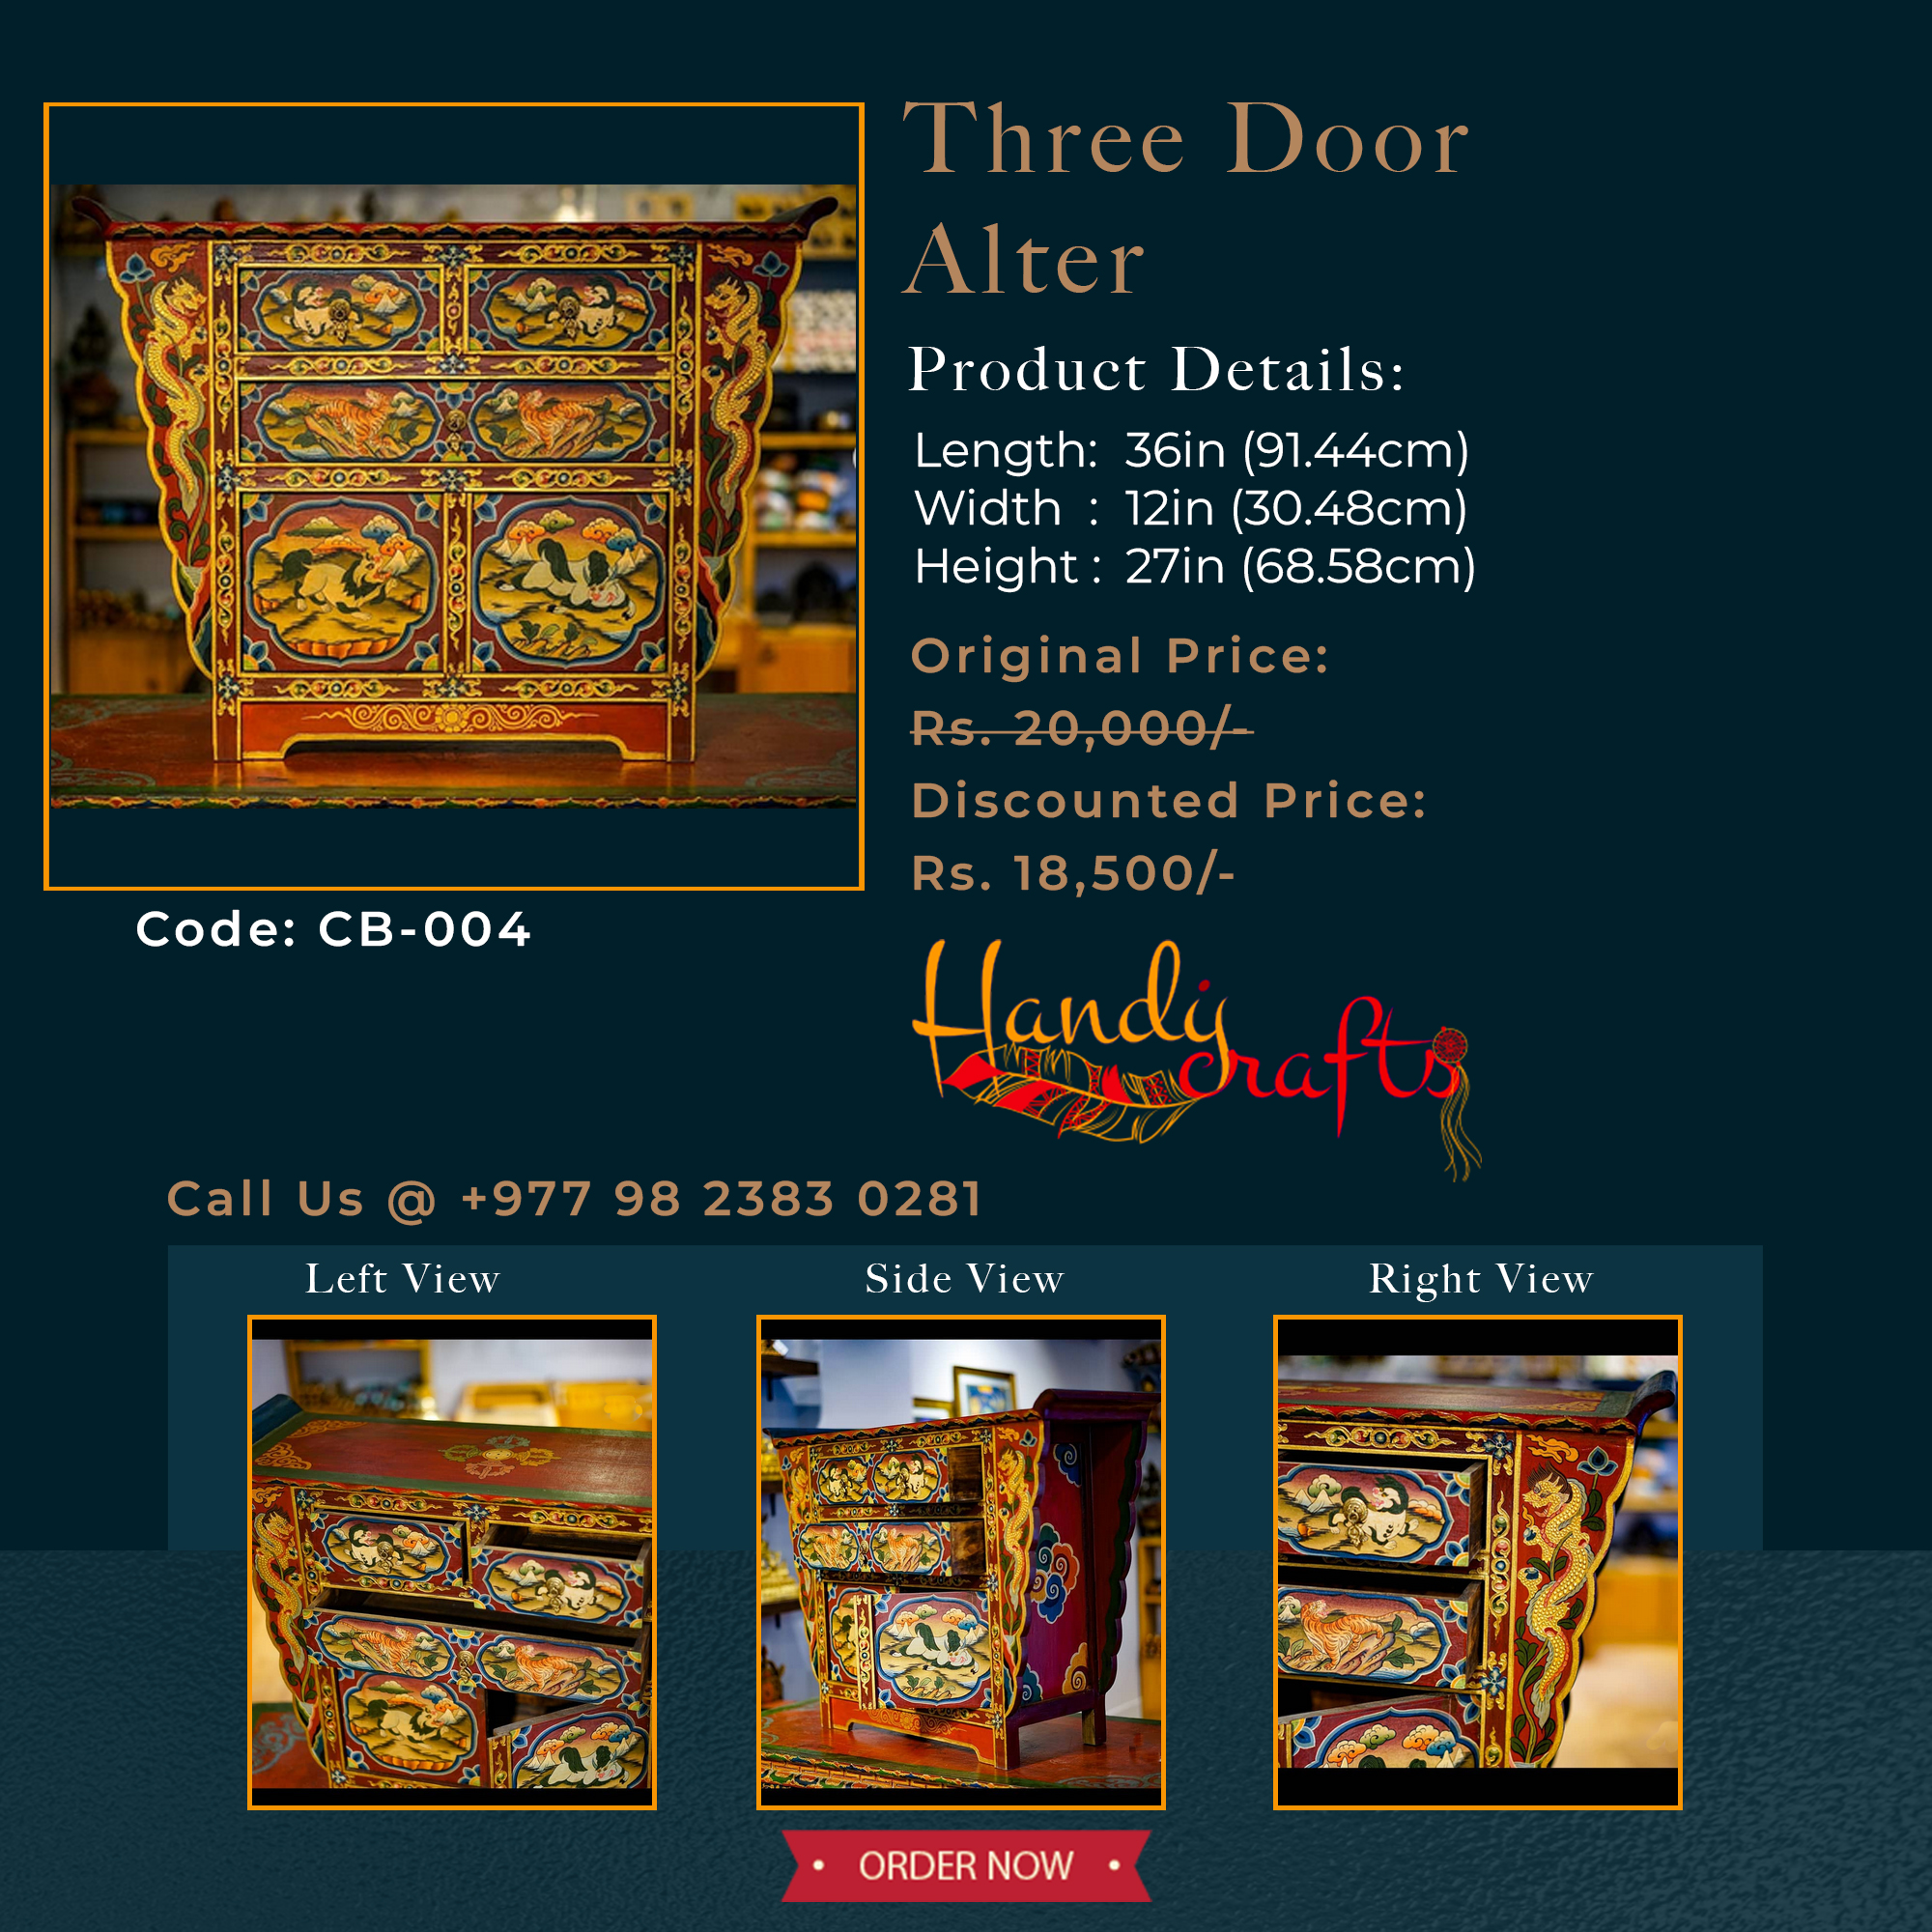 Three Door
Alter
Product Details:
Length: 36in (91.44cm)
Width : 12in (30.48cm)
Height : 27in (68.58cm)
Original Price:
Rs. 20,000/-
Discounted Price:
Rs. 18,500/-
Code: CB-004
Handy
crafts
Call Us @ +977 98 2383 0281
Left View
Side View
Right View
ORDER NOW